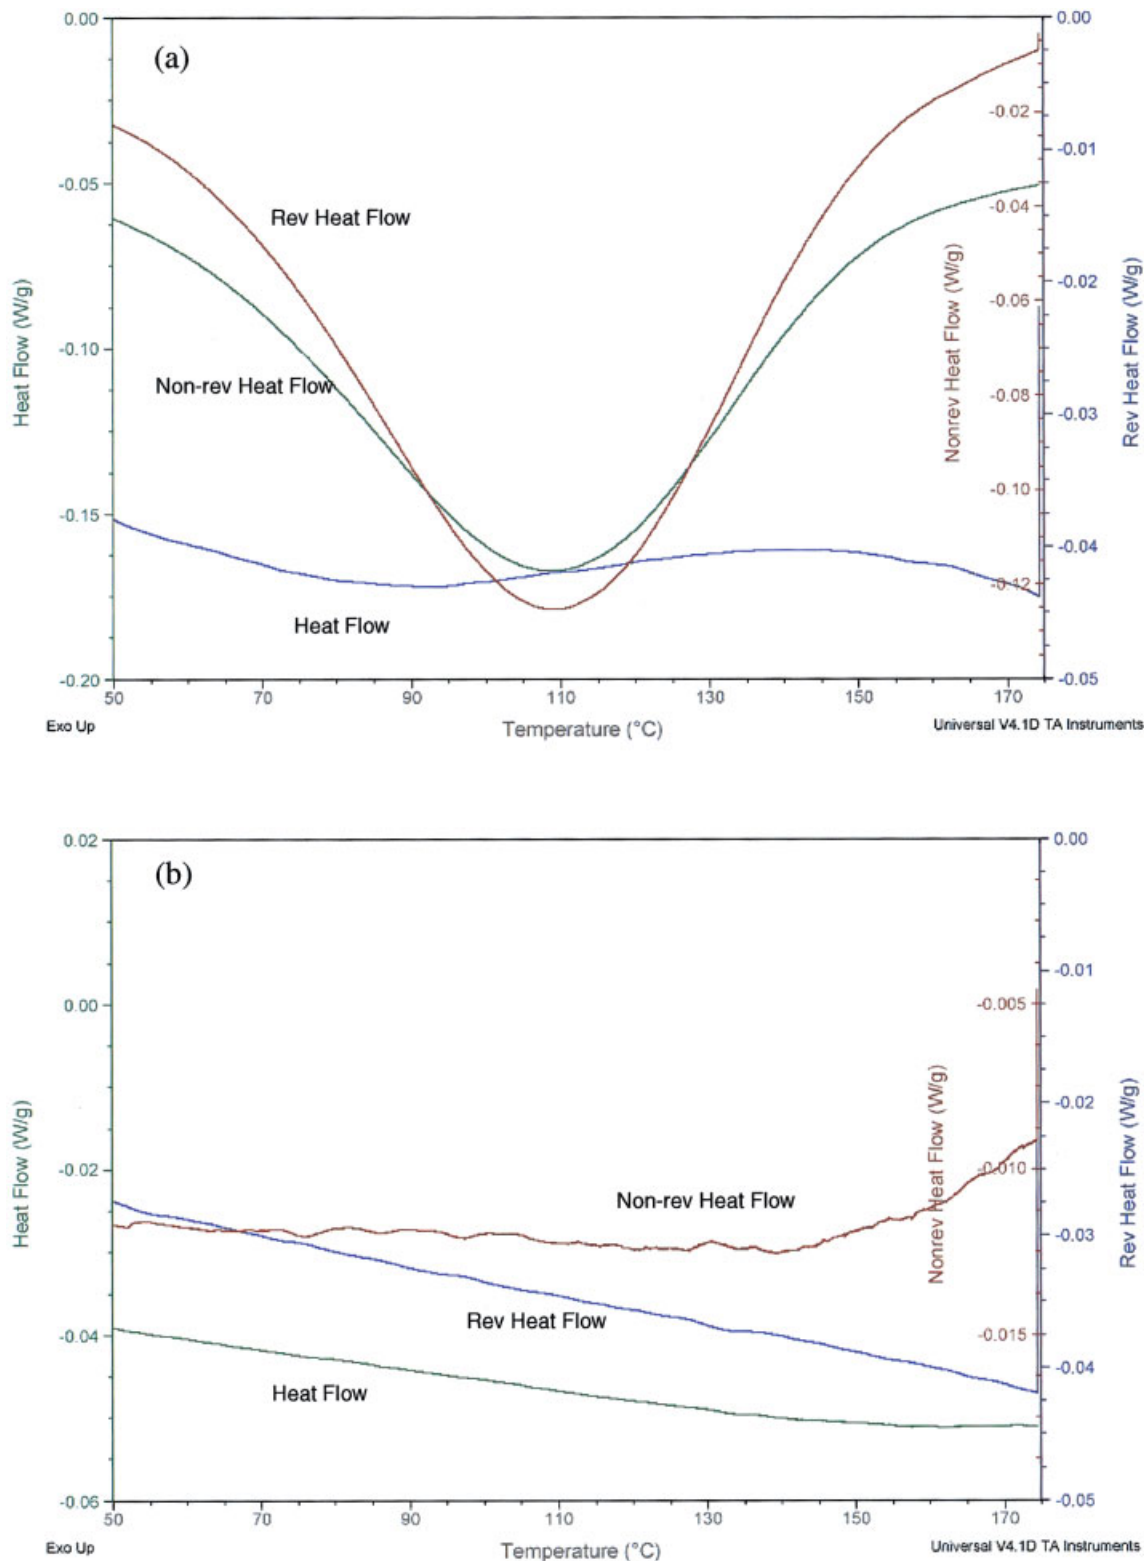 (a)
0.00
-0.05
-0.10
-0.15
-0.20
Heat Flow (W/g)
Rev Heat Flow
Non-rev Heat Flow
Heat Flow
-0.02
-0.04
-0.06
-0.08
-0.10
-0.12
Nonrev Heat Flow (W/g)
0.00
-0.01
-0.02
-0.03
-0.04
-0.05
Rev Heat Flow (W/g)
50 70 90 110 130 150 170
Exo Up
Temperature (°C)
Universal V4.1D TA Instruments
(b)
0.02
0.00
-0.02
-0.04
-0.06
Heat Flow (W/g)
Non-rev Heat Flow
Rev Heat Flow
Heat Flow
-0.005
-0.010
-0.015
Nonrev Heat Flow (W/g)
0.00
-0.01
-0.02
-0.03
-0.04
-0.05
Rev Heat Flow (W/g)
50 70 90 110 130 150 170
Exo Up
Temperature (°C)
Universal V4.1D TA Instruments